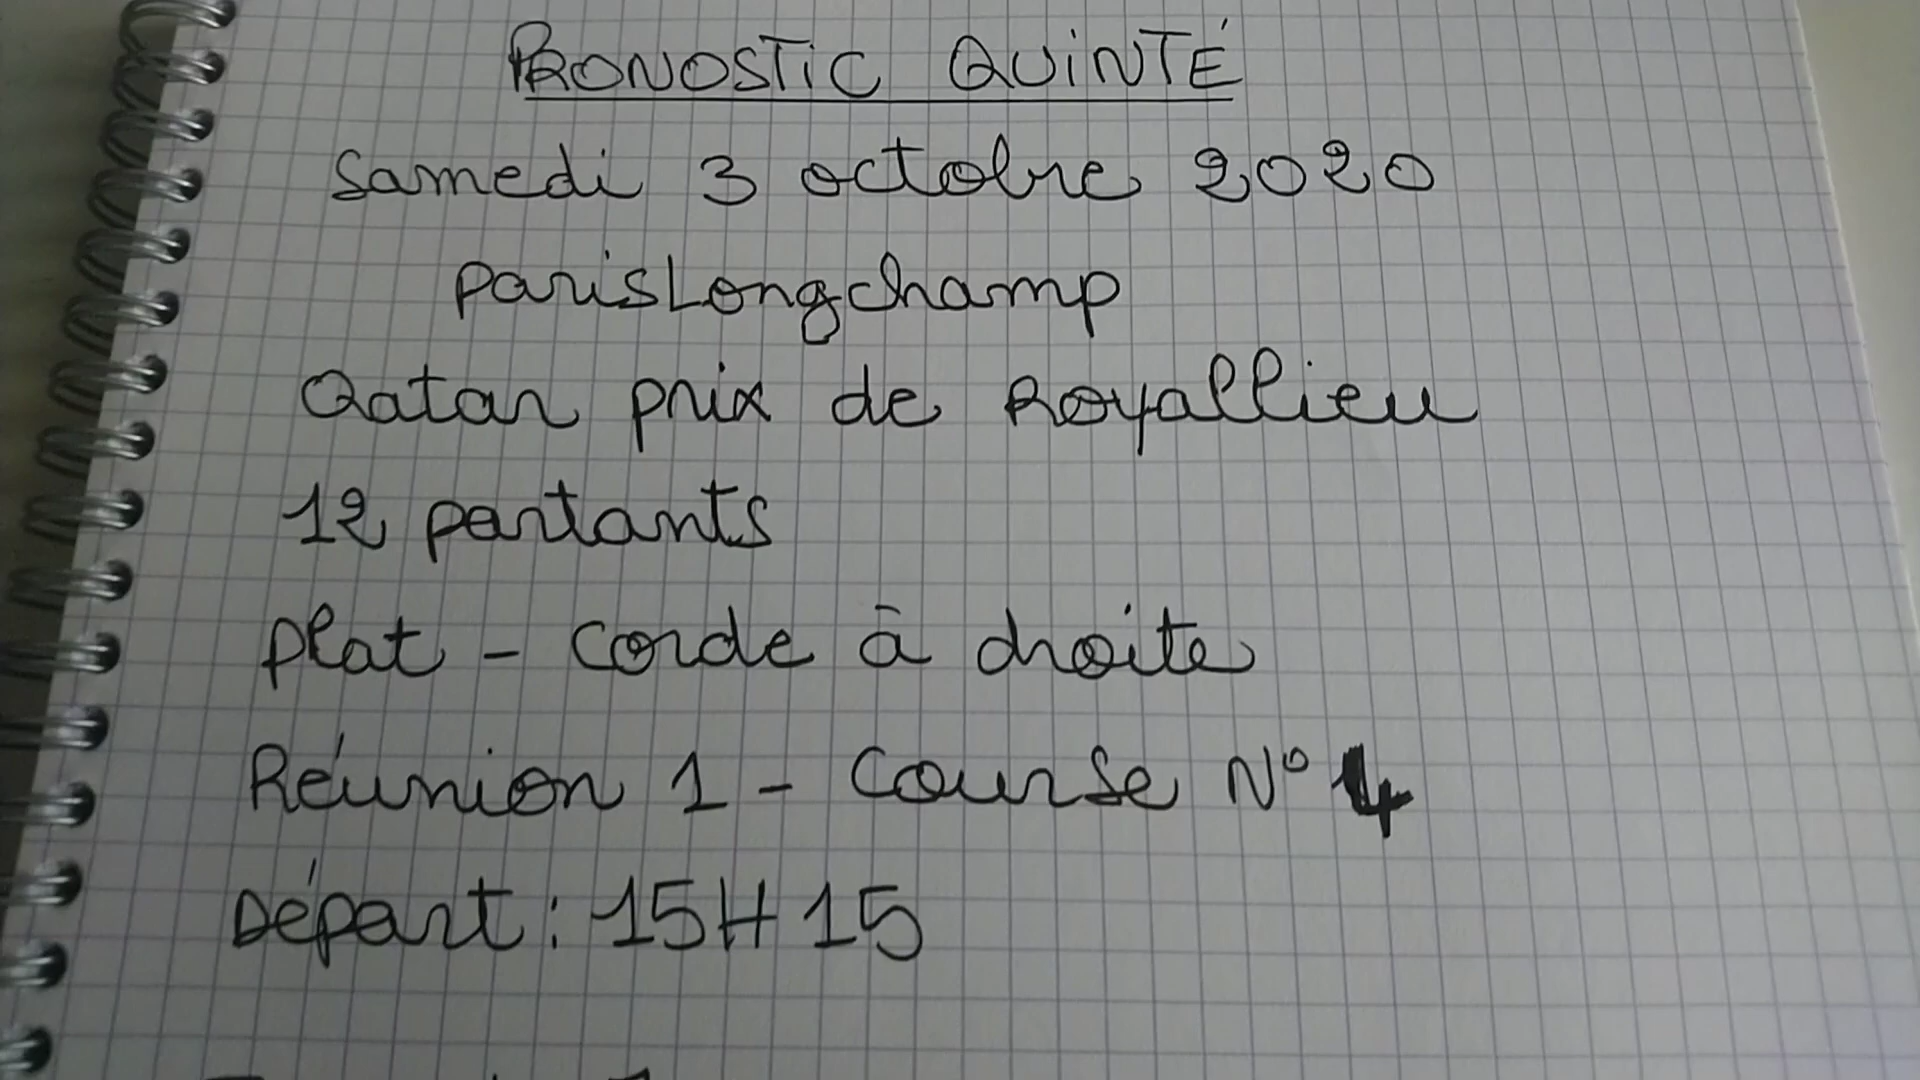 PRONOSTIC QUINTÉ
Samedi 3 octobre 2020
parisLongchamp
Qatar prix de Royallieu
12 partants
plat - corde à droite
Réunion 1 - Course N° 4
Départ : 15H15